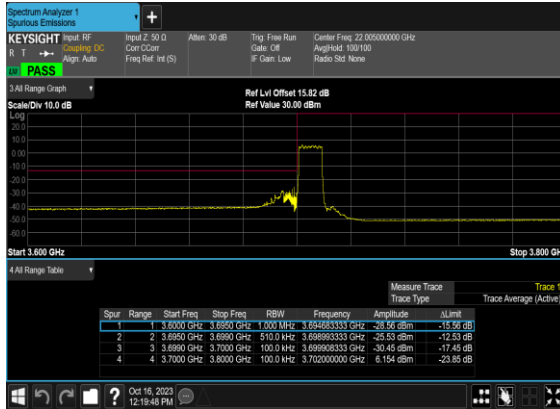 Spectrum Analyzer 1
Spurious Emissions
KEYSIGHT Input: RF Input Z: 50 Ω Atten: 30 dB Trig: Free Run Center Freq: 22.005000000 GHz
R T Coupling: DC Corr CCorr Gate: Off Avg|Hold: 100/100
Align: Auto Freq Ref: Int (S) IF Gain: Low Radio Std: None
PASS
3 All Range Graph
Ref Lvl Offset 15.82 dB
Scale/Div 10.0 dB Ref Value 30.00 dBm
Log
20.0
10.0
0.00
-10.0
-20.0
-30.0
-40.0
-50.0
-60.0
Start 3.600 GHz Stop 3.800 GH
4 All Range Table
Measure Trace Trace 1
Trace Type Trace Average (Active)
Spur Range Start Freq Stop Freq RBW Frequency Amplitude ΔLimit
1 1 3.6000 GHz 3.6950 GHz 1.000 MHz 3.694683333 GHz -28.56 dBm -15.56 dB
2 2 3.6950 GHz 3.6990 GHz 510.0 kHz 3.698993333 GHz -25.53 dBm -12.53 dB
3 3 3.6990 GHz 3.7000 GHz 100.0 kHz 3.699908333 GHz -30.45 dBm -17.45 dB
4 4 3.7000 GHz 3.8000 GHz 100.0 kHz 3.702000000 GHz 6.154 dBm -23.85 dB
Oct 16, 2023
12:19:48 PM